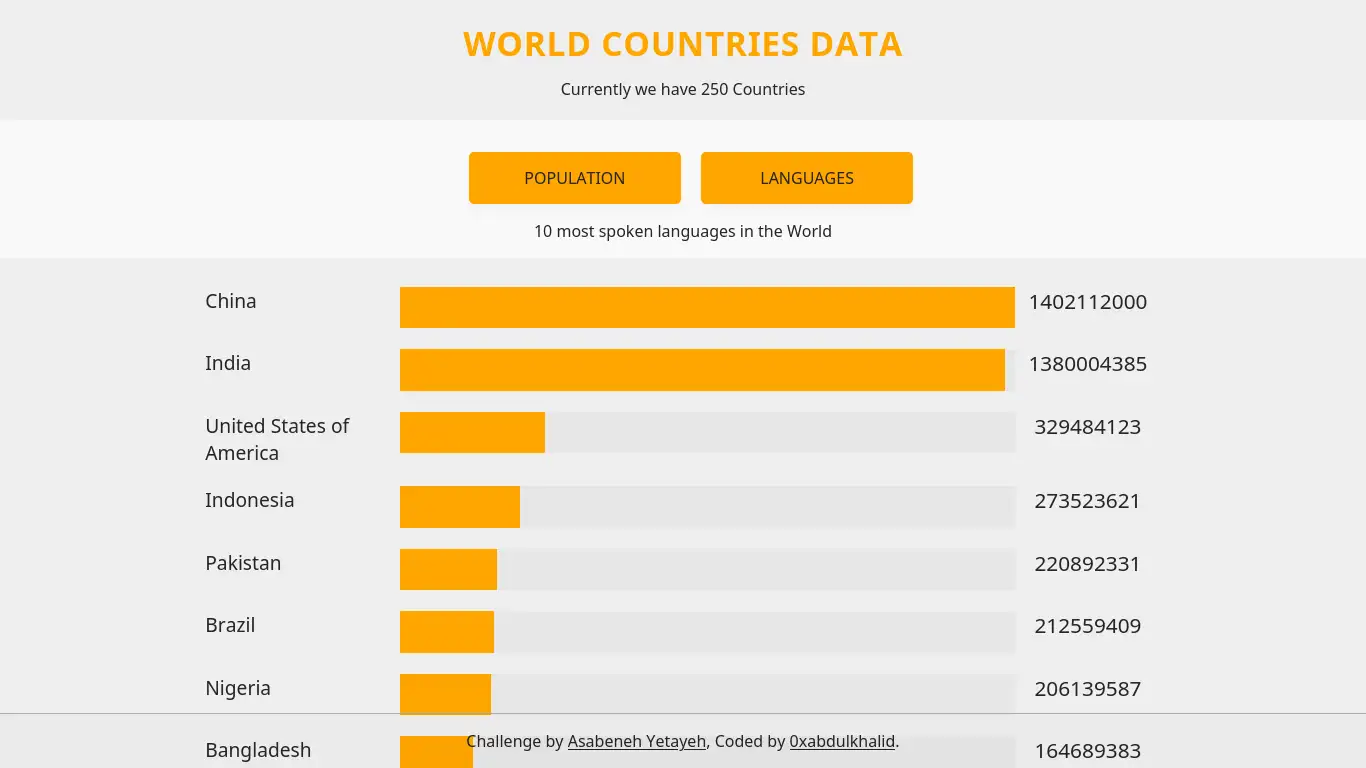 WORLD COUNTRIES DATA
Currently we have 250 Countries
POPULATION
LANGUAGES
10 most spoken languages in the World
China 1402112000
India 1380004385
United States of
America 329484123
Indonesia 273523621
Pakistan 220892331
Brazil 212559409
Nigeria 206139587
Bangladesh 164689383
Challenge by Asabeneh Yetayeh, Coded by 0xabdulkhalid.